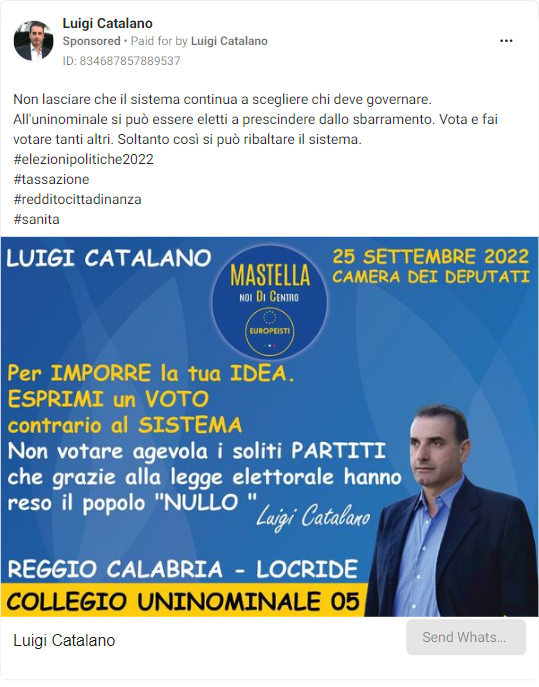 Luigi Catalano
Sponsored • Paid for by Luigi Catalano
ID: 834687857889537
Non lasciare che il sistema continua a scegliere chi deve governare.
All'uninominale si può essere eletti a prescindere dallo sbarramento. Vota e fai
votare tanti altri. Soltanto così si può ribaltare il sistema.
#elezionipolitiche2022
#tassazione
#redditocittadinanza
#sanita
LUIGI CATALANO
MASTELLA
NOI DI CENTRO
EUROPEISTI
25 SETTEMBRE 2022
CAMERA DEI DEPUTATI
Per IMPORRE la tua IDEA.
ESPRIMI un VOTO
contrario al SISTEMA
Non votare agevola i soliti PARTITI
che grazie alla legge elettorale hanno
reso il popolo "NULLO "
Luigi Catalano
REGGIO CALABRIA - LOCRIDE
COLLEGIO UNINOMINALE 05
Luigi Catalano
Send Whats...